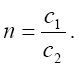 n = c₁/c₂.